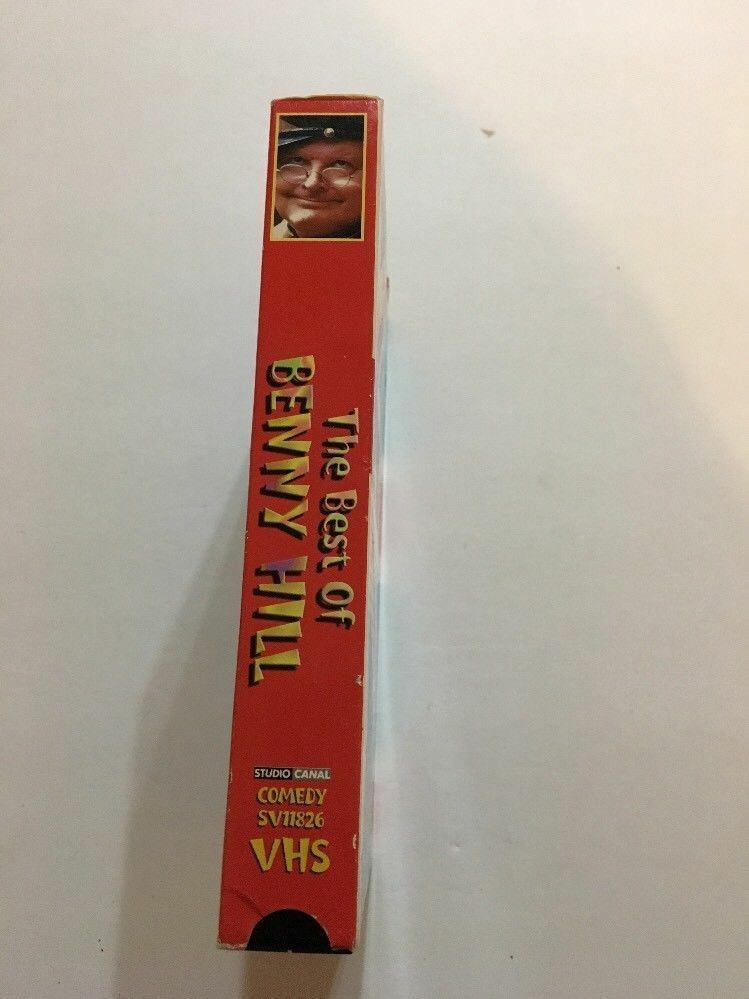 The Best Of
BENNY HILL
STUDIO CANAL
COMEDY
SV11826
VHS